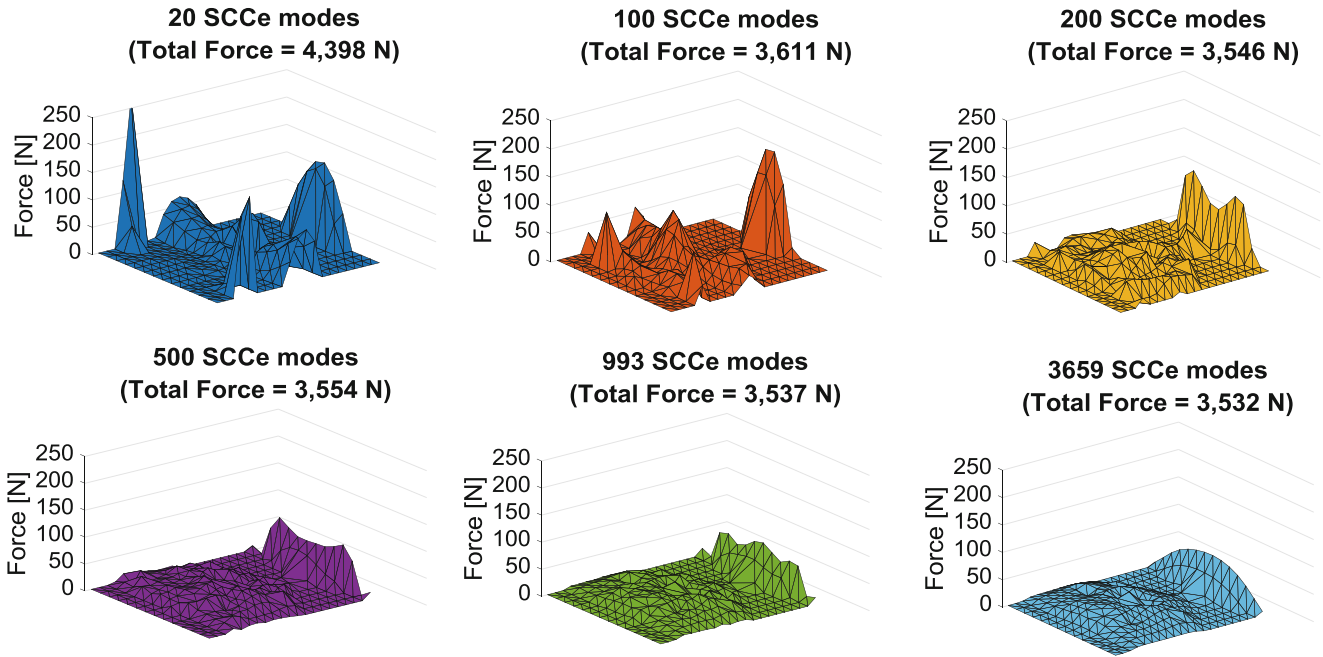 20 SCCe modes
(Total Force = 4,398 N)
250
200
150
100
50
0
Force [N]
100 SCCe modes
(Total Force = 3,611 N)
250
200
150
100
50
0
Force [N]
200 SCCe modes
(Total Force = 3,546 N)
250
200
150
100
50
0
Force [N]
500 SCCe modes
(Total Force = 3,554 N)
250
200
150
100
50
0
Force [N]
993 SCCe modes
(Total Force = 3,537 N)
250
200
150
100
50
0
Force [N]
3659 SCCe modes
(Total Force = 3,532 N)
250
200
150
100
50
0
Force [N]